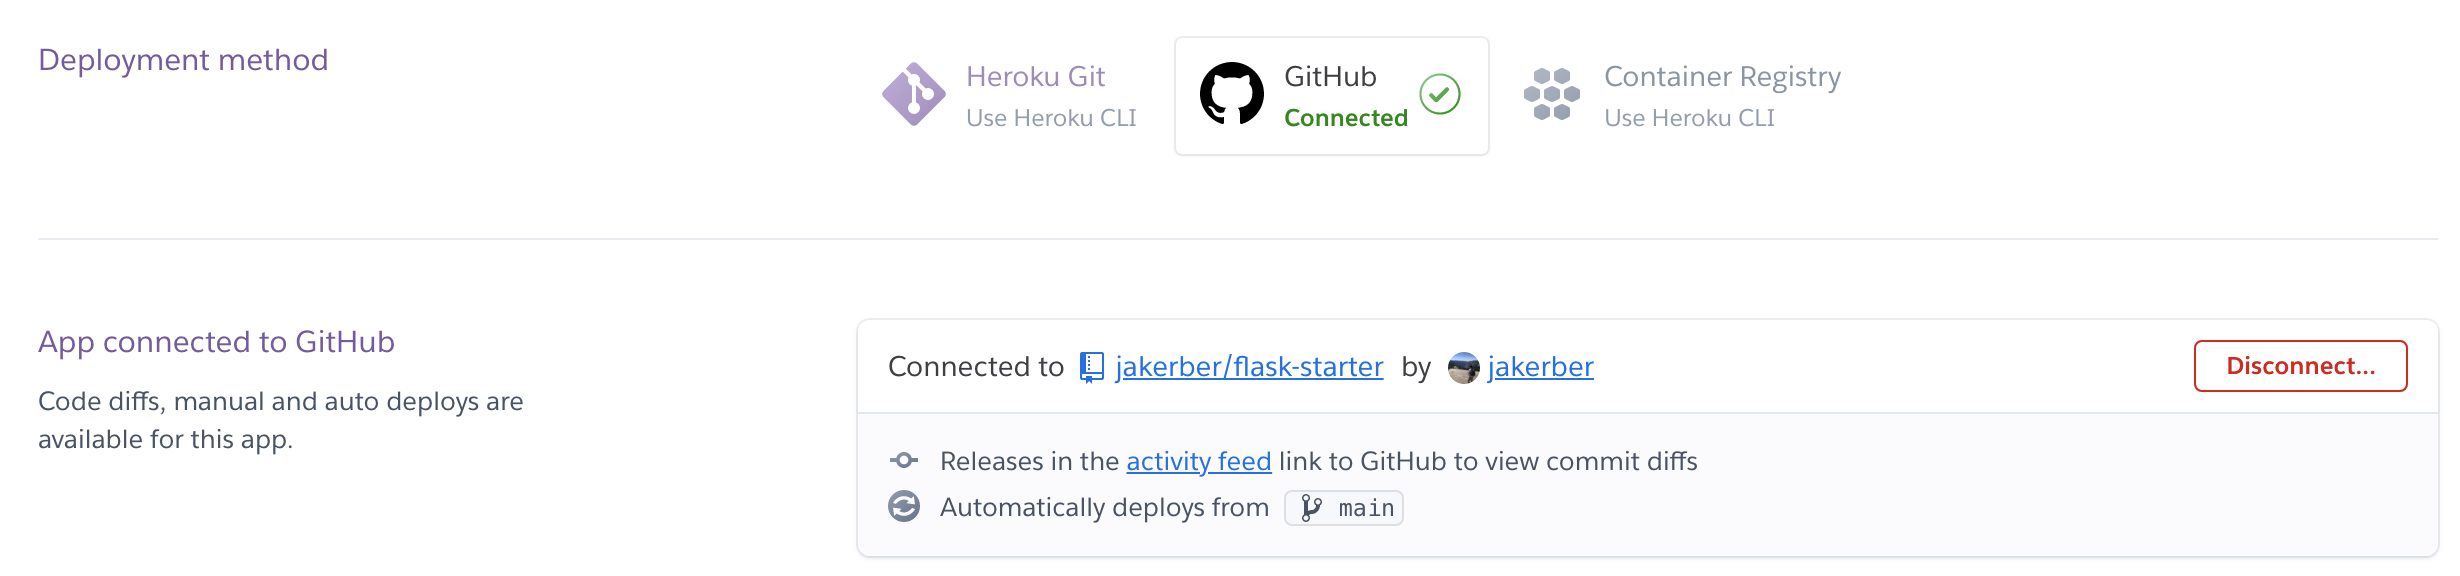 Deployment method
Heroku Git
Use Heroku CLI
GitHub
Connected
Container Registry
Use Heroku CLI
App connected to GitHub
Code diffs, manual and auto deploys are
available for this app.
Connected to jakerber/flask-starter by jakerber
Disconnect...
Releases in the activity feed link to GitHub to view commit diffs
Automatically deploys from main